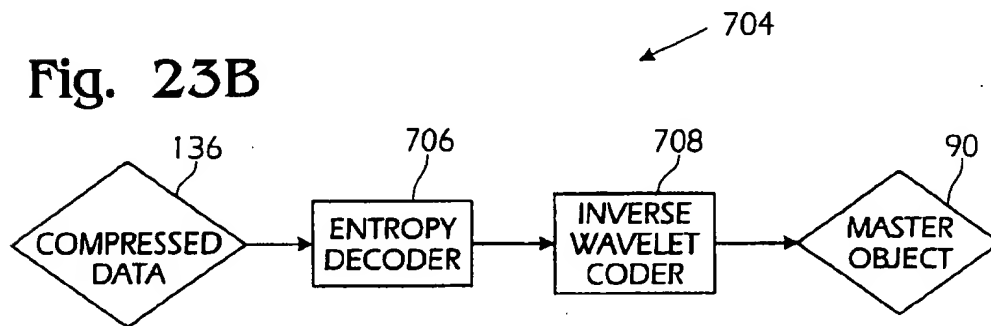 704
Fig. 23B
136
706
708
90
COMPRESSED
DATA
ENTROPY
DECODER
INVERSE
WAVELET
CODER
MASTER
OBJECT